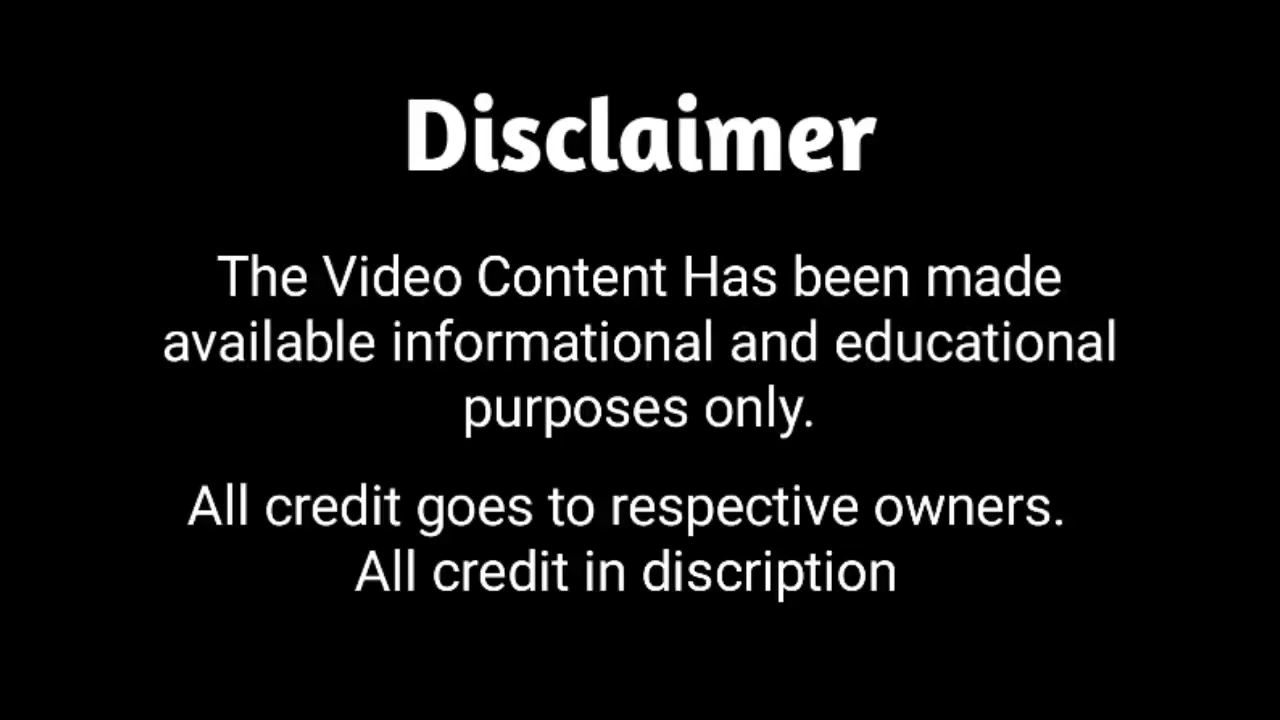 Disclaimer
The Video Content Has been made
available informational and educational
purposes only.
All credit goes to respective owners.
All credit in discription